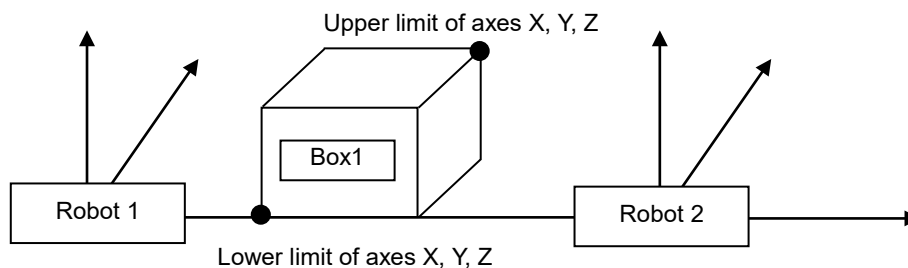 Upper limit of axes X, Y, Z
Box1
Robot 1
Robot 2
Lower limit of axes X, Y, Z